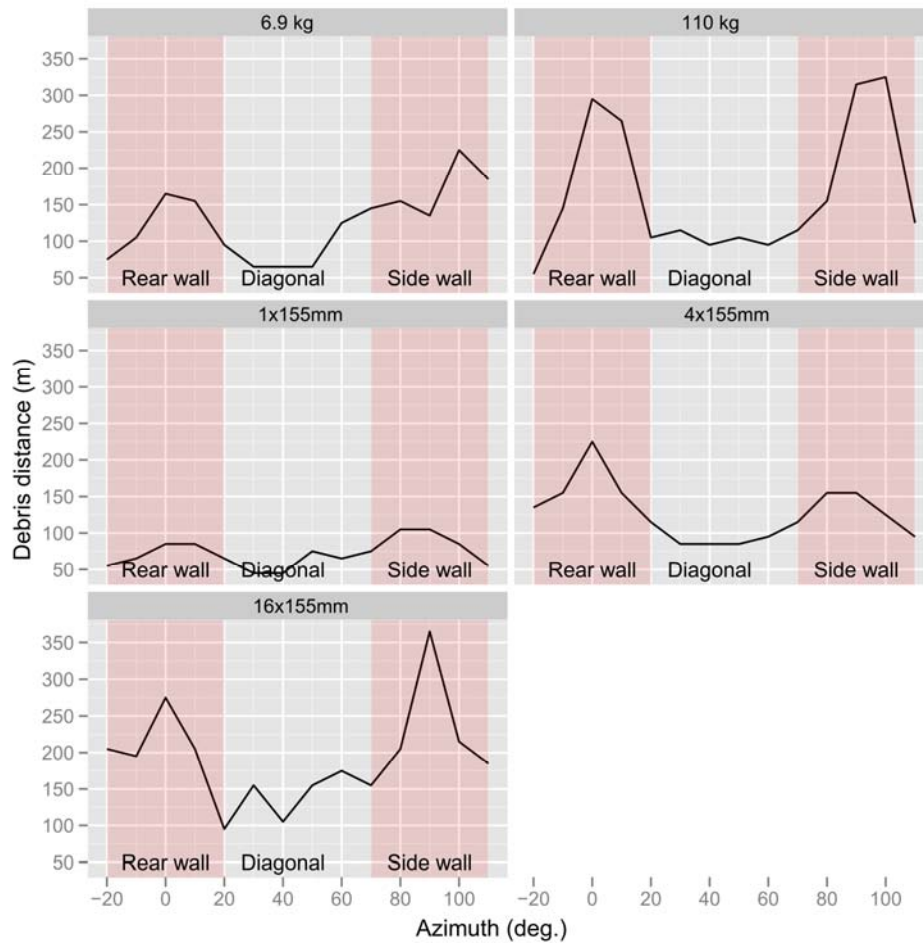 6.9 kg
110 kg
350
300
250
200
150
100
50
Rear wall Diagonal Side wall
Rear wall Diagonal Side wall
1x155mm
4x155mm
Debris distance (m)
350
300
250
200
150
100
50
Rear wall Diagonal Side wall
Rear wall Diagonal Side wall
16x155mm
350
300
250
200
150
100
50
Rear wall Diagonal Side wall
−20 0 20 40 60 80 100
−20 0 20 40 60 80 100
Azimuth (deg.)